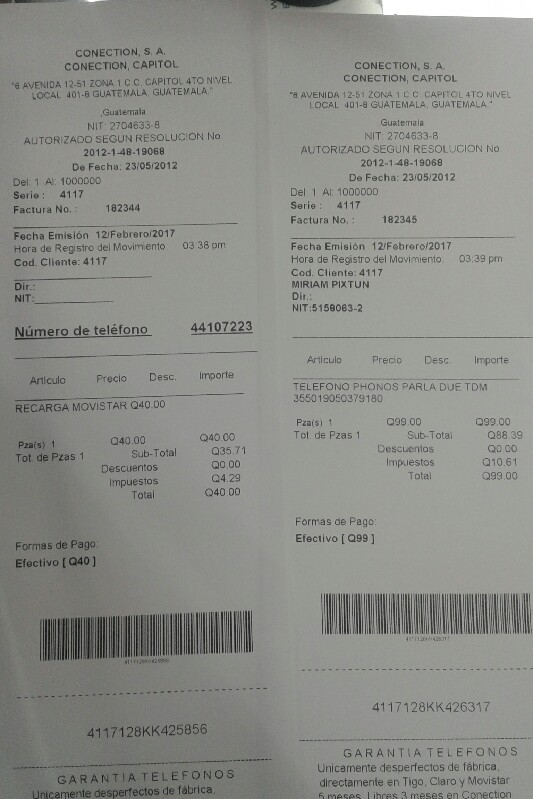 CONECTION, S. A.
CONECTION, CAPITOL
"6 AVENIDA 12-51 ZONA 1 C.C. CAPITOL 4TO NIVEL
LOCAL 401-8 GUATEMALA, GUATEMALA."
,Guatemala
NIT: 2704633-8
AUTORIZADO SEGUN RESOLUCION No.
2012-1-48-19068
De Fecha: 23/05/2012
Del: 1 Al: 1000000
Serie : 4117
Factura No. : 182344
Fecha Emisión 12/Febrero/2017
Hora de Registro del Movimiento 03:38 pm
Cod. Cliente: 4117
Dir.:
NIT:
Número de teléfono 44107223
Articulo Precio Desc. Importe
RECARGA MOVISTAR Q40.00
Pza(s) 1 Q40.00 Q40.00
Tot. de Pzas 1 Sub-Total Q35.71
Descuentos Q0.00
Impuestos Q4.29
Total Q40.00
Formas de Pago:
Efectivo [ Q40 ]
4117128KK425856
GARANTIA TELEFONOS
Unicamente desperfectos de fábrica,
CONECTION, S. A.
CONECTION, CAPITOL
"6 AVENIDA 12-51 ZONA 1 C.C. CAPITOL 4TO NIVEL
LOCAL 401-8 GUATEMALA, GUATEMALA."
Guatemala
NIT: 2704633-8
AUTORIZADO SEGUN RESOLUCION No.
2012-1-48-19068
De Fecha: 23/05/2012
Del: 1 Al: 1000000
Serie : 4117
Factura No. : 182345
Fecha Emisión 12/Febrero/2017
Hora de Registro del Movimiento: 03:39 pm
Cod. Cliente: 4117
MIRIAM PIXTUN
Dir.:
NIT:5158063-2
Articulo Precio Desc. Importe
TELEFONO PHONOS PARLA DUE TDM
355019050379180
Pza(s) 1 Q99.00 Q99.00
Tot. de Pzas 1 Sub-Total Q88.39
Descuentos Q0.00
Impuestos Q10.61
Total Q99.00
Formas de Pago:
Efectivo [ Q99 ]
4117128KK426317
GARANTIA TELEFONOS
Unicamente desperfectos de fábrica,
directamente en Tigo, Claro y Movistar
5 meses. Libres 3 meses en Conection